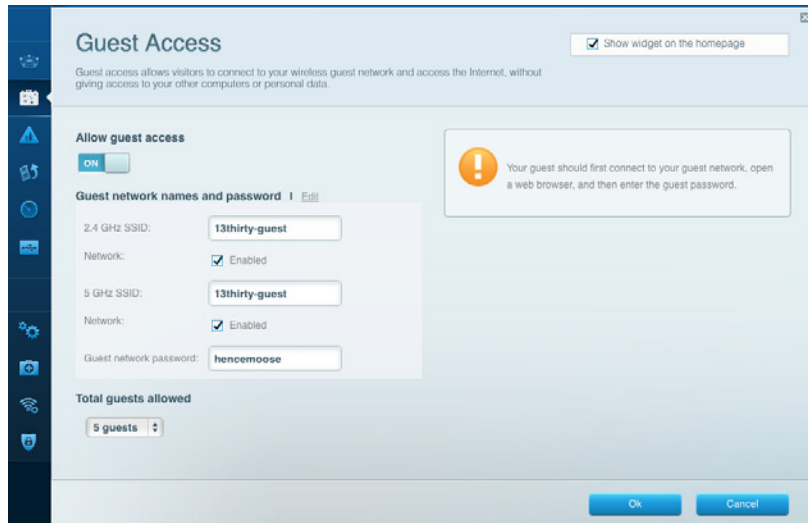 Guest Access
Show widget on the homepage
Guest access allows visitors to connect to your wireless guest network and access the Internet, without
giving access to your other computers or personal data.
Allow guest access
ON
Your guest should first connect to your guest network, open
a web browser, and then enter the guest password.
Guest network names and password | Edit
2.4 GHz SSID: 13thirty-guest
Network: Enabled
5 GHz SSID: 13thirty-guest
Network: Enabled
Guest network password: hencemoose
Total guests allowed
5 guests
Ok Cancel